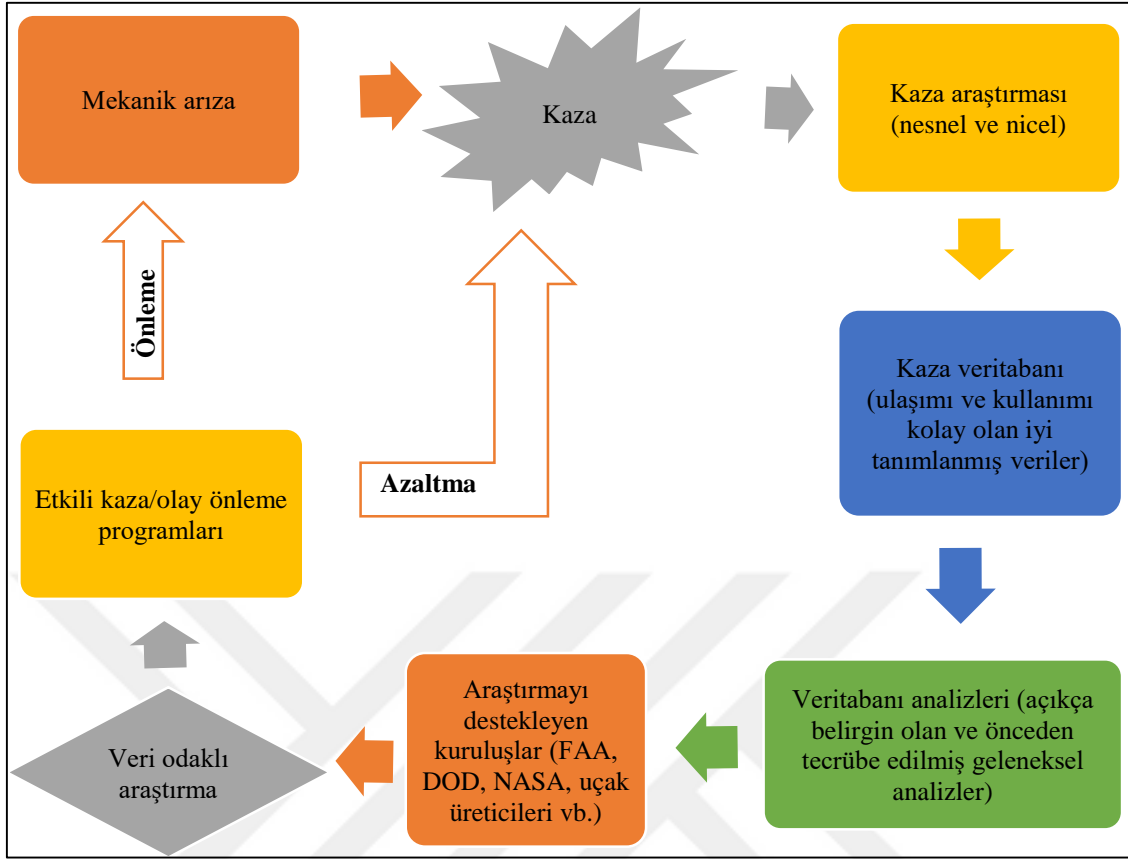 Mekanik arıza
Kaza
Kaza araştırması
(nesnel ve nicel)
Kaza veritabanı
(ulaşımı ve kullanımı
kolay olan iyi
tanımlanmış veriler)
Veritabanı analizleri (açıkça
belirgin olan ve önceden
tecrübe edilmiş geleneksel
analizler)
Araştırmayı
destekleyen
kuruluşlar (FAA,
DOD, NASA, uçak
üreticileri vb.)
Veri odaklı
araştırma
Etkili kaza/olay önleme
programları
Önleme
Azaltma